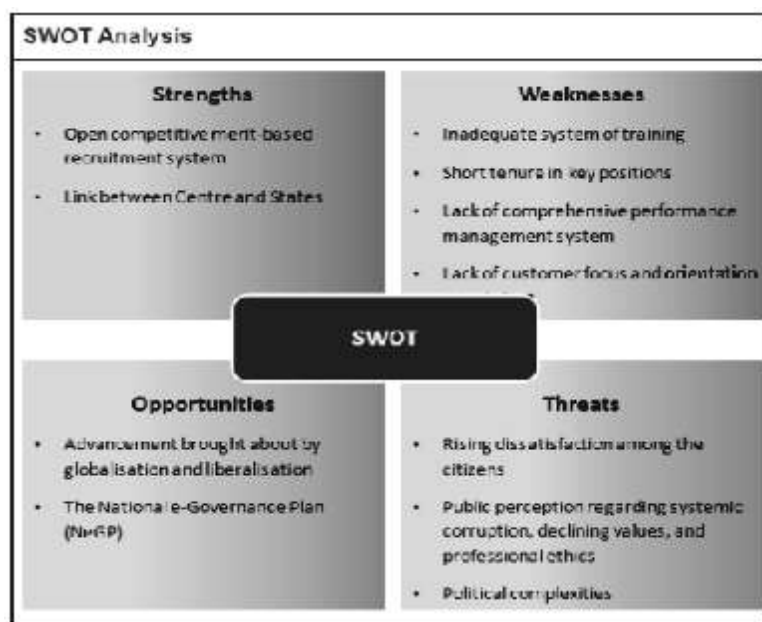 SWOT Analysis
Strengths
- Open competitive merit-based
recruitment system
- Link between Centre and States
Weaknesses
• Inadequate system of training
• Short tenure in key positions
• Lack of comprehensive performance
management system
• Lack of customer focus and orientation
SWOT
Opportunities
• Advancement brought about by
globalisation and liberalisation
• The National e-Governance Plan
(NeGP)
Threats
• Rising dissatisfaction among the
citizens
• Public perception regarding systemic
corruption, declining values, and
professional ethics
• Political complexities